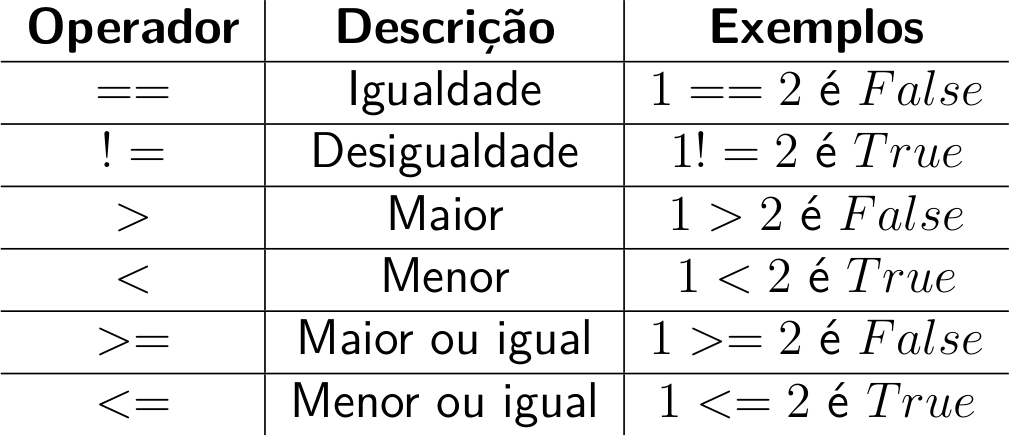 Operador Descrição Exemplos
== Igualdade 1 == 2 é False
! = Desigualdade 1! = 2 é True
> Maior 1 > 2 é False
< Menor 1 < 2 é True
>= Maior ou igual 1 >= 2 é False
<= Menor ou igual 1 <= 2 é True